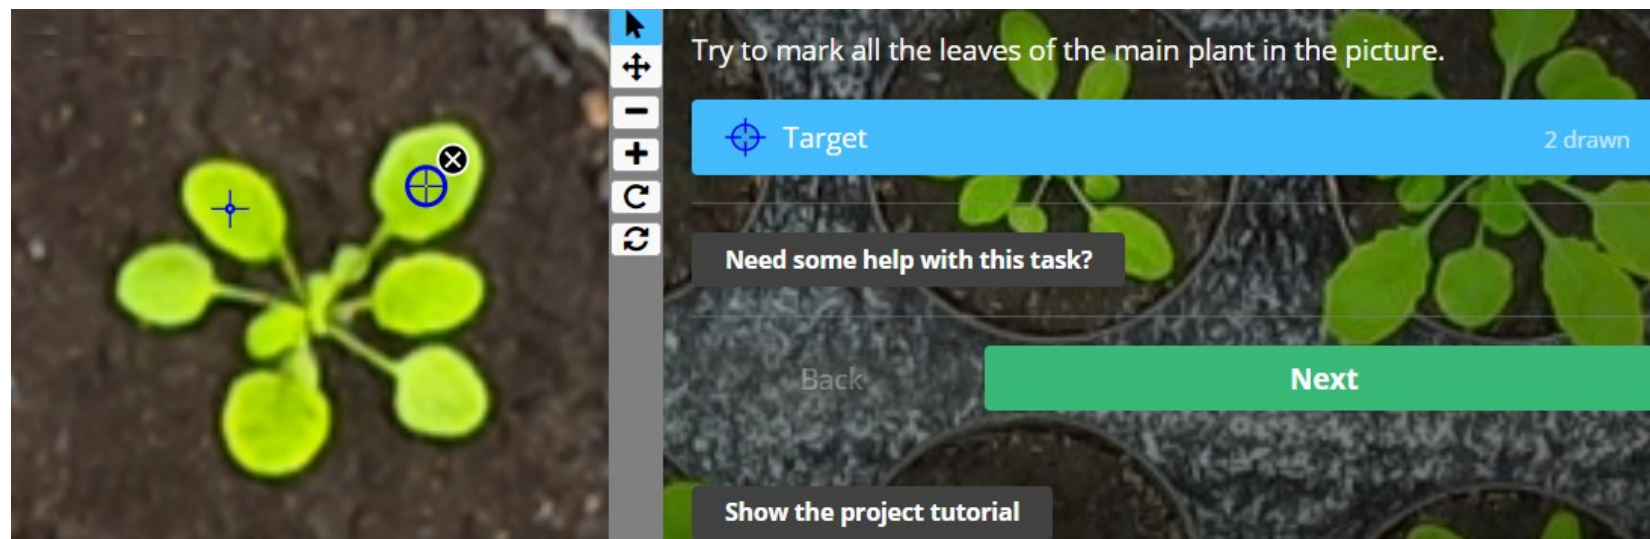 Try to mark all the leaves of the main plant in the picture.
Target
2 drawn
Need some help with this task?
Back
Next
Show the project tutorial